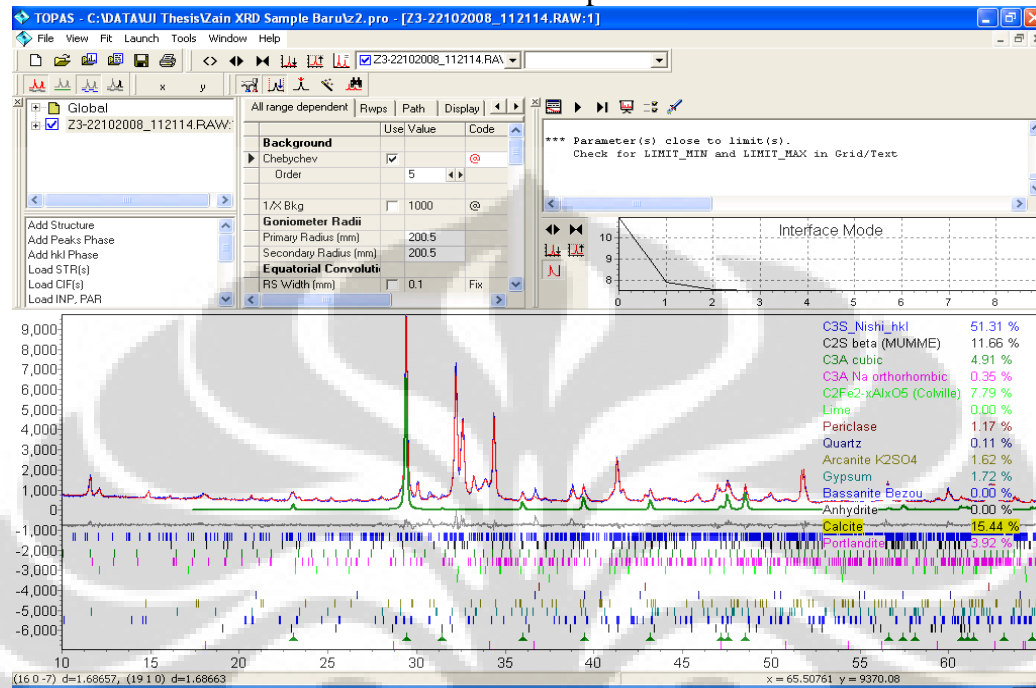 TOPAS - C:\DATA\UI Thesis\Zain XRD Sample Baru\z2.pro - [Z3-22102008_112114.RAW:1]
File View Fit Launch Tools Window Help
Z3-22102008_112114.RA
x y
Global
Z3-22102008_112114.RAW:
Add Structure
Add Peaks Phase
Add hkl Phase
Load STR(s)
Load CIF(s)
Load INP, PAR
All range dependent Rwps Path Display
Use Value Code
Background
Chebychev @
Order 5
1/X Bkg 1000 @
Goniometer Radii
Primary Radius (mm) 200.5
Secondary Radius (mm) 200.5
Equatorial Convoluti
RS Width (mm) 0.1 Fix
*** Parameter(s) close to limit(s).
Check for LIMIT_MIN and LIMIT_MAX in Grid/Text
Interface Mode
10
9
8
0 1 2 3 4 5 6 7 8
9,000
8,000
7,000
6,000
5,000
4,000
3,000
2,000
1,000
0
-1,000
-2,000
-3,000
-4,000
-5,000
-6,000
C3S_Nishi_hkl 51.31 %
C2S beta (MUMME) 11.66 %
C3A cubic 4.91 %
C3A Na orthorhombic 0.35 %
C2Fe2-xAlxO5 (Colville) 7.79 %
Lime 0.00 %
Periclase 1.17 %
Quartz 0.11 %
Arcanite K2SO4 1.62 %
Gypsum 1.72 %
Bassanite Bezou 0.00 %
Anhydrite 0.00 %
Calcite 15.44 %
Portlandite 3.92 %
10 15 20 25 30 35 40 45 50 55 60
(16 0 -7) d=1.68657, (19 1 0) d=1.68663
x = 65.50761 y = 9370.08